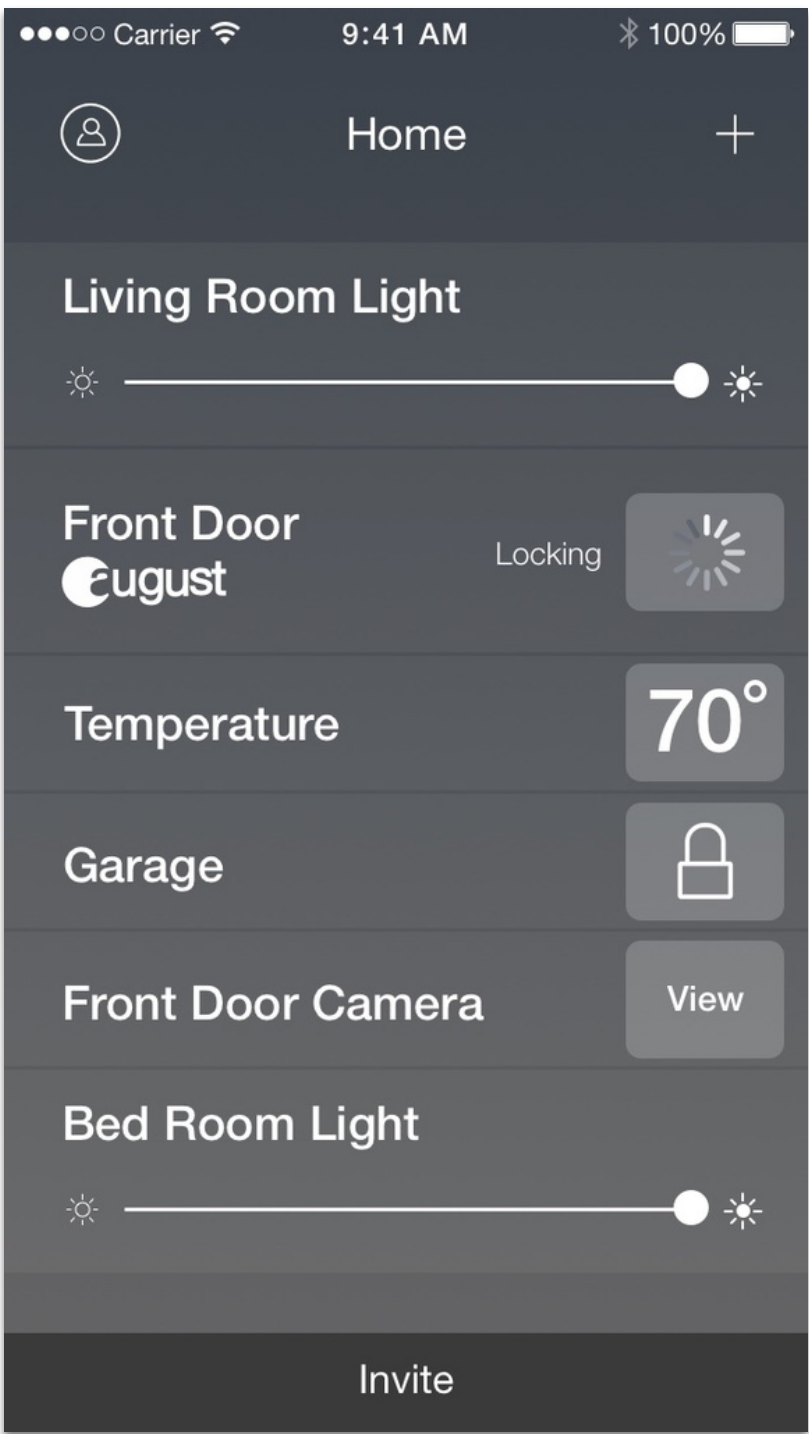 Carrier 9:41 AM 100%
Home
Living Room Light
Front Door
august
Locking
Temperature 70°
Garage
Front Door Camera View
Bed Room Light
Invite